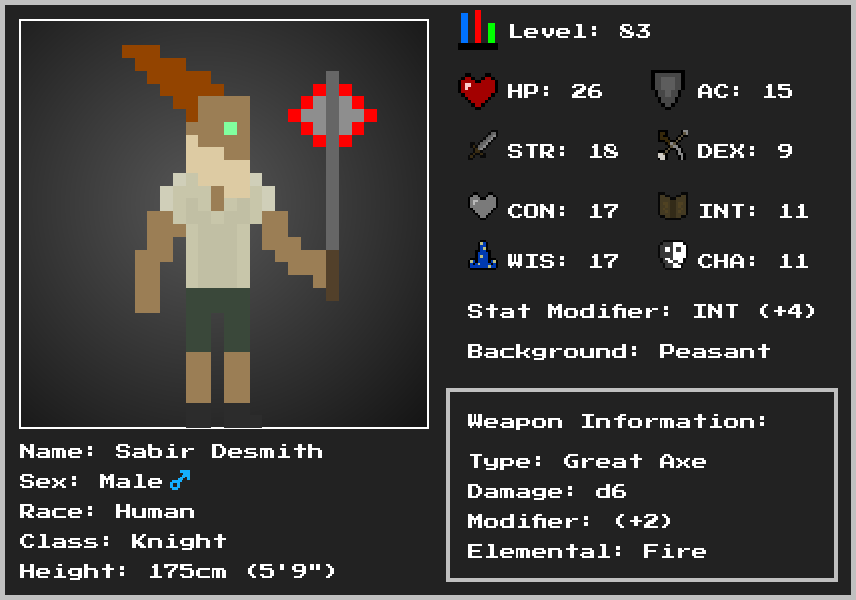 Level: 83
HP: 26
AC: 15
STR: 18
DEX: 9
CON: 17
INT: 11
WIS: 17
CHA: 11
Stat Modifier: INT (+4)
Background: Peasant
Weapon Information:
Type: Great Axe
Damage: d6
Modifier: (+2)
Elemental: Fire
Name: Sabir Desmith
Sex: Male♂
Race: Human
Class: Knight
Height: 175cm (5'9")